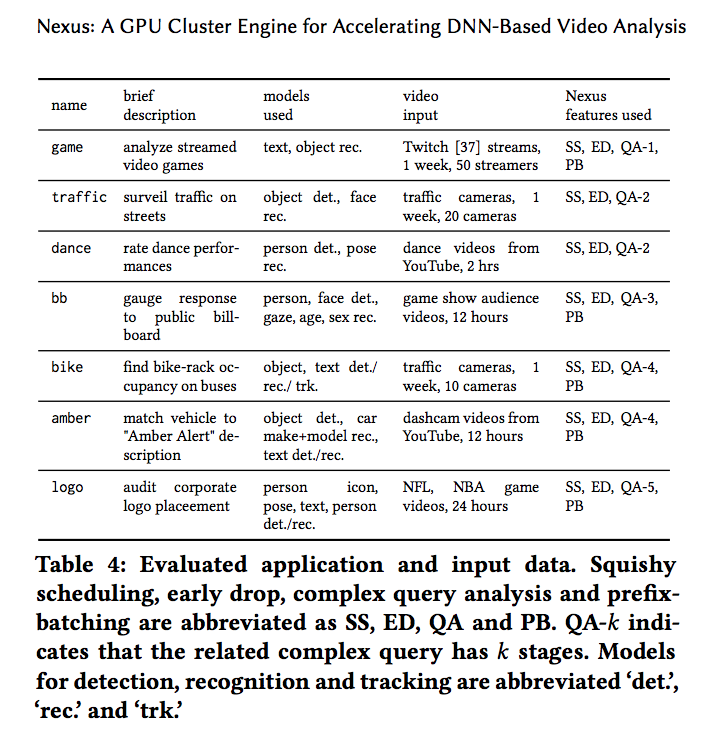 Nexus: A GPU Cluster Engine for Accelerating DNN-Based Video Analysis
name brief description models used video input Nexus features used
game analyze streamed video games text, object rec. Twitch [37] streams, 1 week, 50 streamers SS, ED, QA-1, PB
traffic surveil traffic on streets object det., face rec. traffic cameras, 1 week, 20 cameras SS, ED, QA-2
dance rate dance perfor- mances person det., pose rec. dance videos from YouTube, 2 hrs SS, ED, QA-2
bb gauge response to public bill- board person, face det., gaze, age, sex rec. game show audience videos, 12 hours SS, ED, QA-3, PB
bike find bike-rack oc- cupancy on buses object, text det./ rec./ trk. traffic cameras, 1 week, 10 cameras SS, ED, QA-4, PB
amber match vehicle to "Amber Alert" de- scription object det., car make+model rec., text det./rec. dashcam videos from YouTube, 12 hours SS, ED, QA-4, PB
logo audit corporate logo placeement person icon, pose, text, person det./rec. NFL, NBA game videos, 24 hours SS, ED, QA-5, PB
Table 4: Evaluated application and input data. Squishy
scheduling, early drop, complex query analysis and prefix-
batching are abbreviated as SS, ED, QA and PB. QA-k indi-
cates that the related complex query has k stages. Models
for detection, recognition and tracking are abbreviated ‘det.’,
‘rec.’ and ‘trk.’